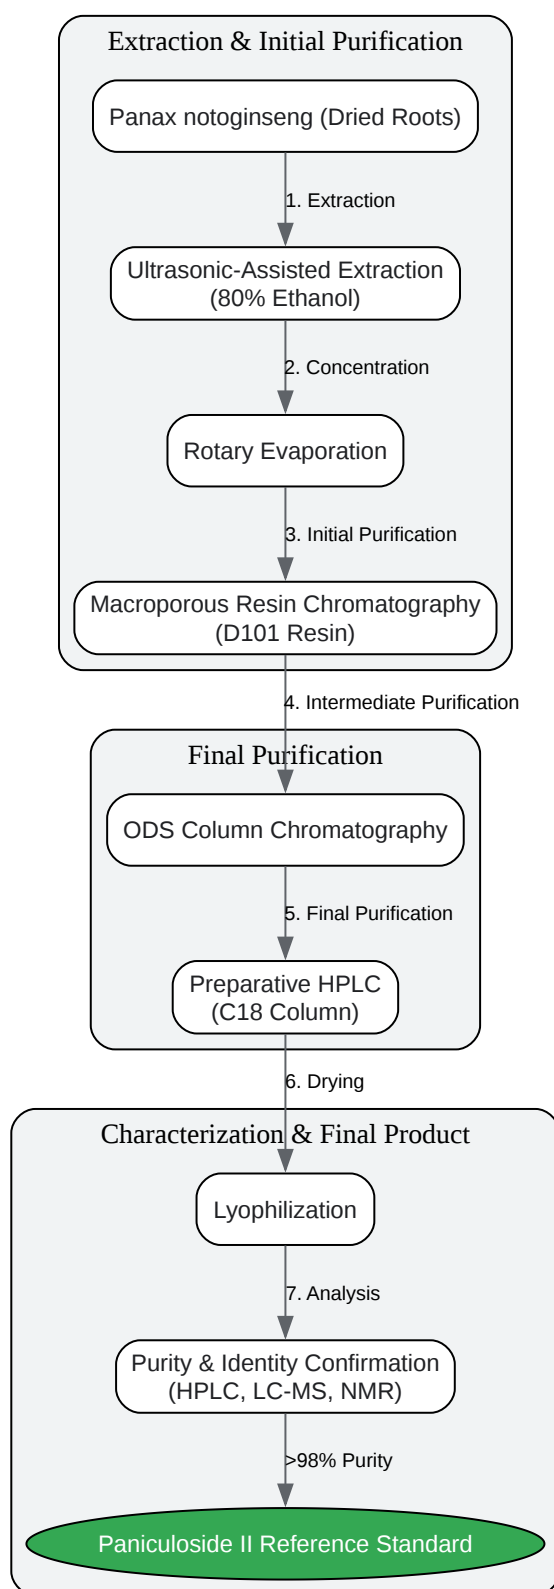 Extraction & Initial Purification
Panax notoginseng (Dried Roots)
1. Extraction
Ultrasonic-Assisted Extraction
(80% Ethanol)
2. Concentration
Rotary Evaporation
3. Initial Purification
Macroporous Resin Chromatography
(D101 Resin)
4. Intermediate Purification
Final Purification
ODS Column Chromatography
5. Final Purification
Preparative HPLC
(C18 Column)
6. Drying
Characterization & Final Product
Lyophilization
7. Analysis
Purity & Identity Confirmation
(HPLC, LC-MS, NMR)
>98% Purity
Paniculoside II Reference Standard